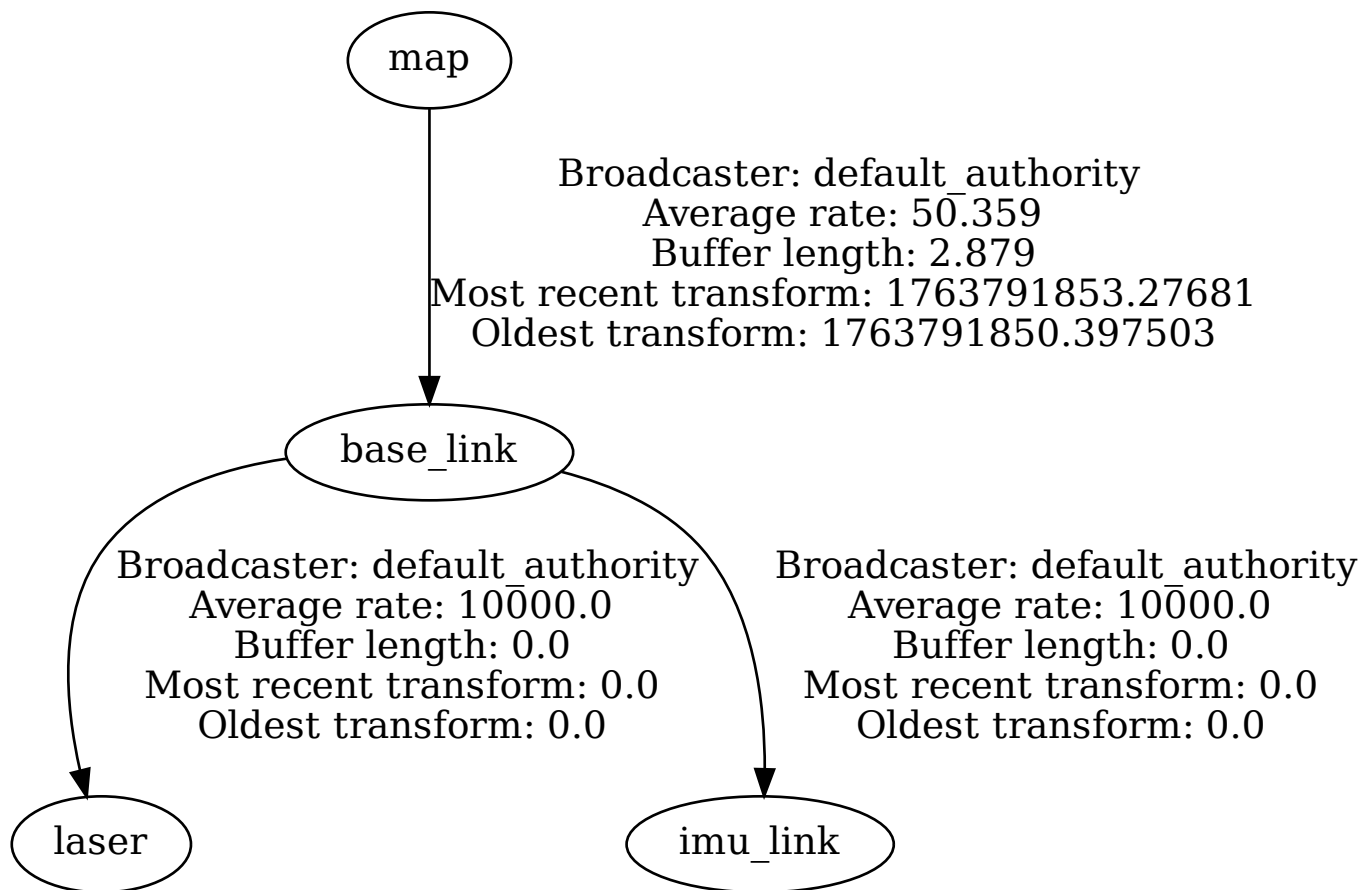 map
Broadcaster: default_authority
Average rate: 50.359
Buffer length: 2.879
Most recent transform: 1763791853.27681
Oldest transform: 1763791850.397503
base_link
Broadcaster: default_authority
Average rate: 10000.0
Buffer length: 0.0
Most recent transform: 0.0
Oldest transform: 0.0
Broadcaster: default_authority
Average rate: 10000.0
Buffer length: 0.0
Most recent transform: 0.0
Oldest transform: 0.0
laser
imu_link